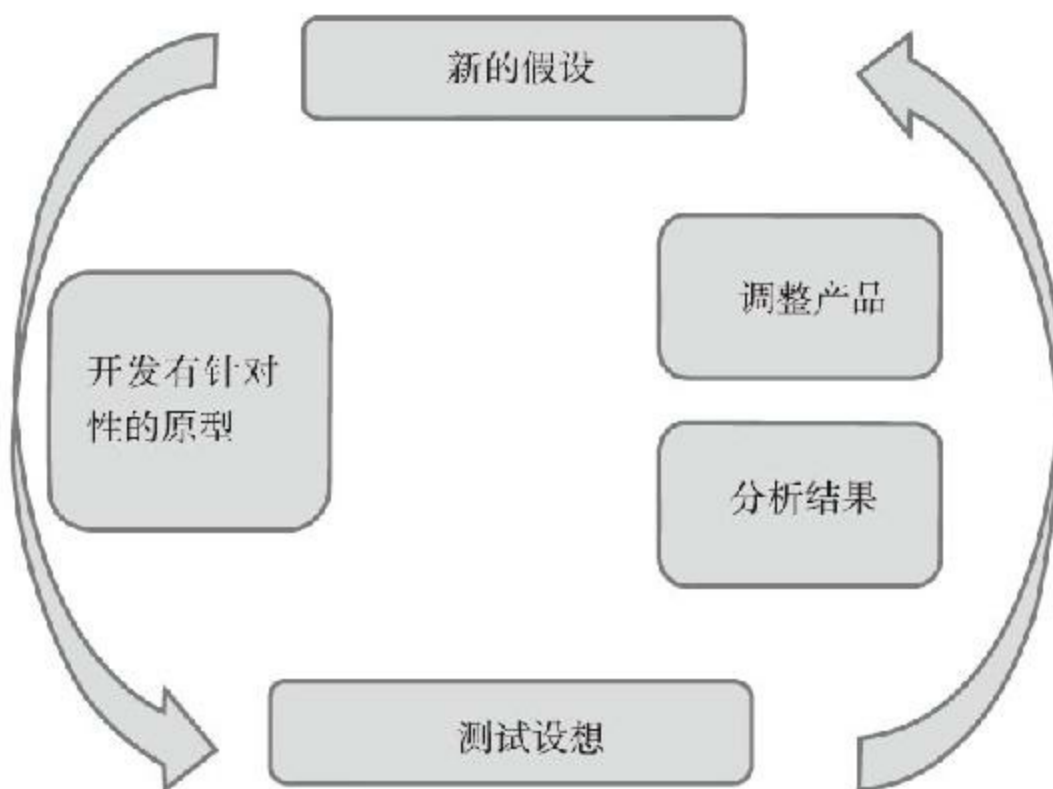 新的假设
调整产品
开发有针对
性的原型
分析结果
测试设想